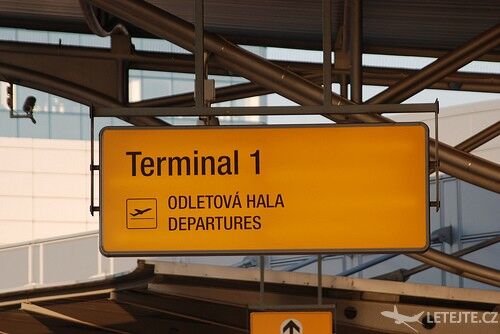 Terminal 1
ODLETOVÁ HALA
DEPARTURES
LETEJTE.CZ